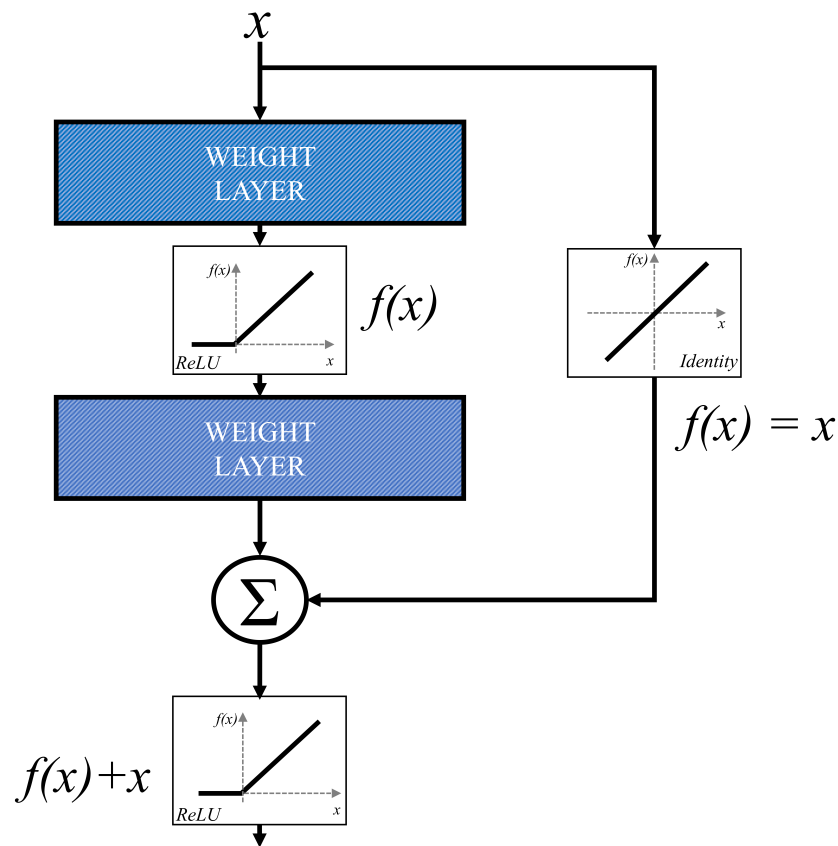 x
WEIGHT
LAYER
f(x)
x
ReLU
f(x)
f(x)
x
Identity
f(x) = x
WEIGHT
LAYER
Σ
f(x)
x
ReLU
f(x)+x